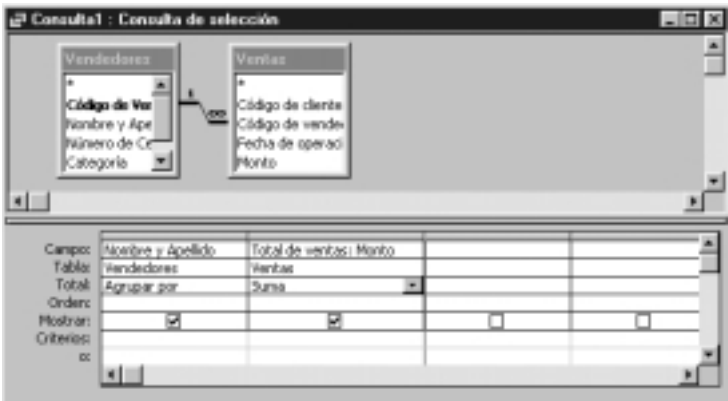 Consulta1 : Consulta de selección
Vendedores
*
Código de Ven
Nombre y Ape
Número de Ce
Categoría
1
∞
Ventas
*
Código de cliente
Código de vende
Fecha de operaci
Monto
Campo: Nombre y Apellido Total de ventas: Monto
Tabla: Vendedores Ventas
Total: Agrupar por Suma
Orden:
Mostrar:
Criterios:
o: